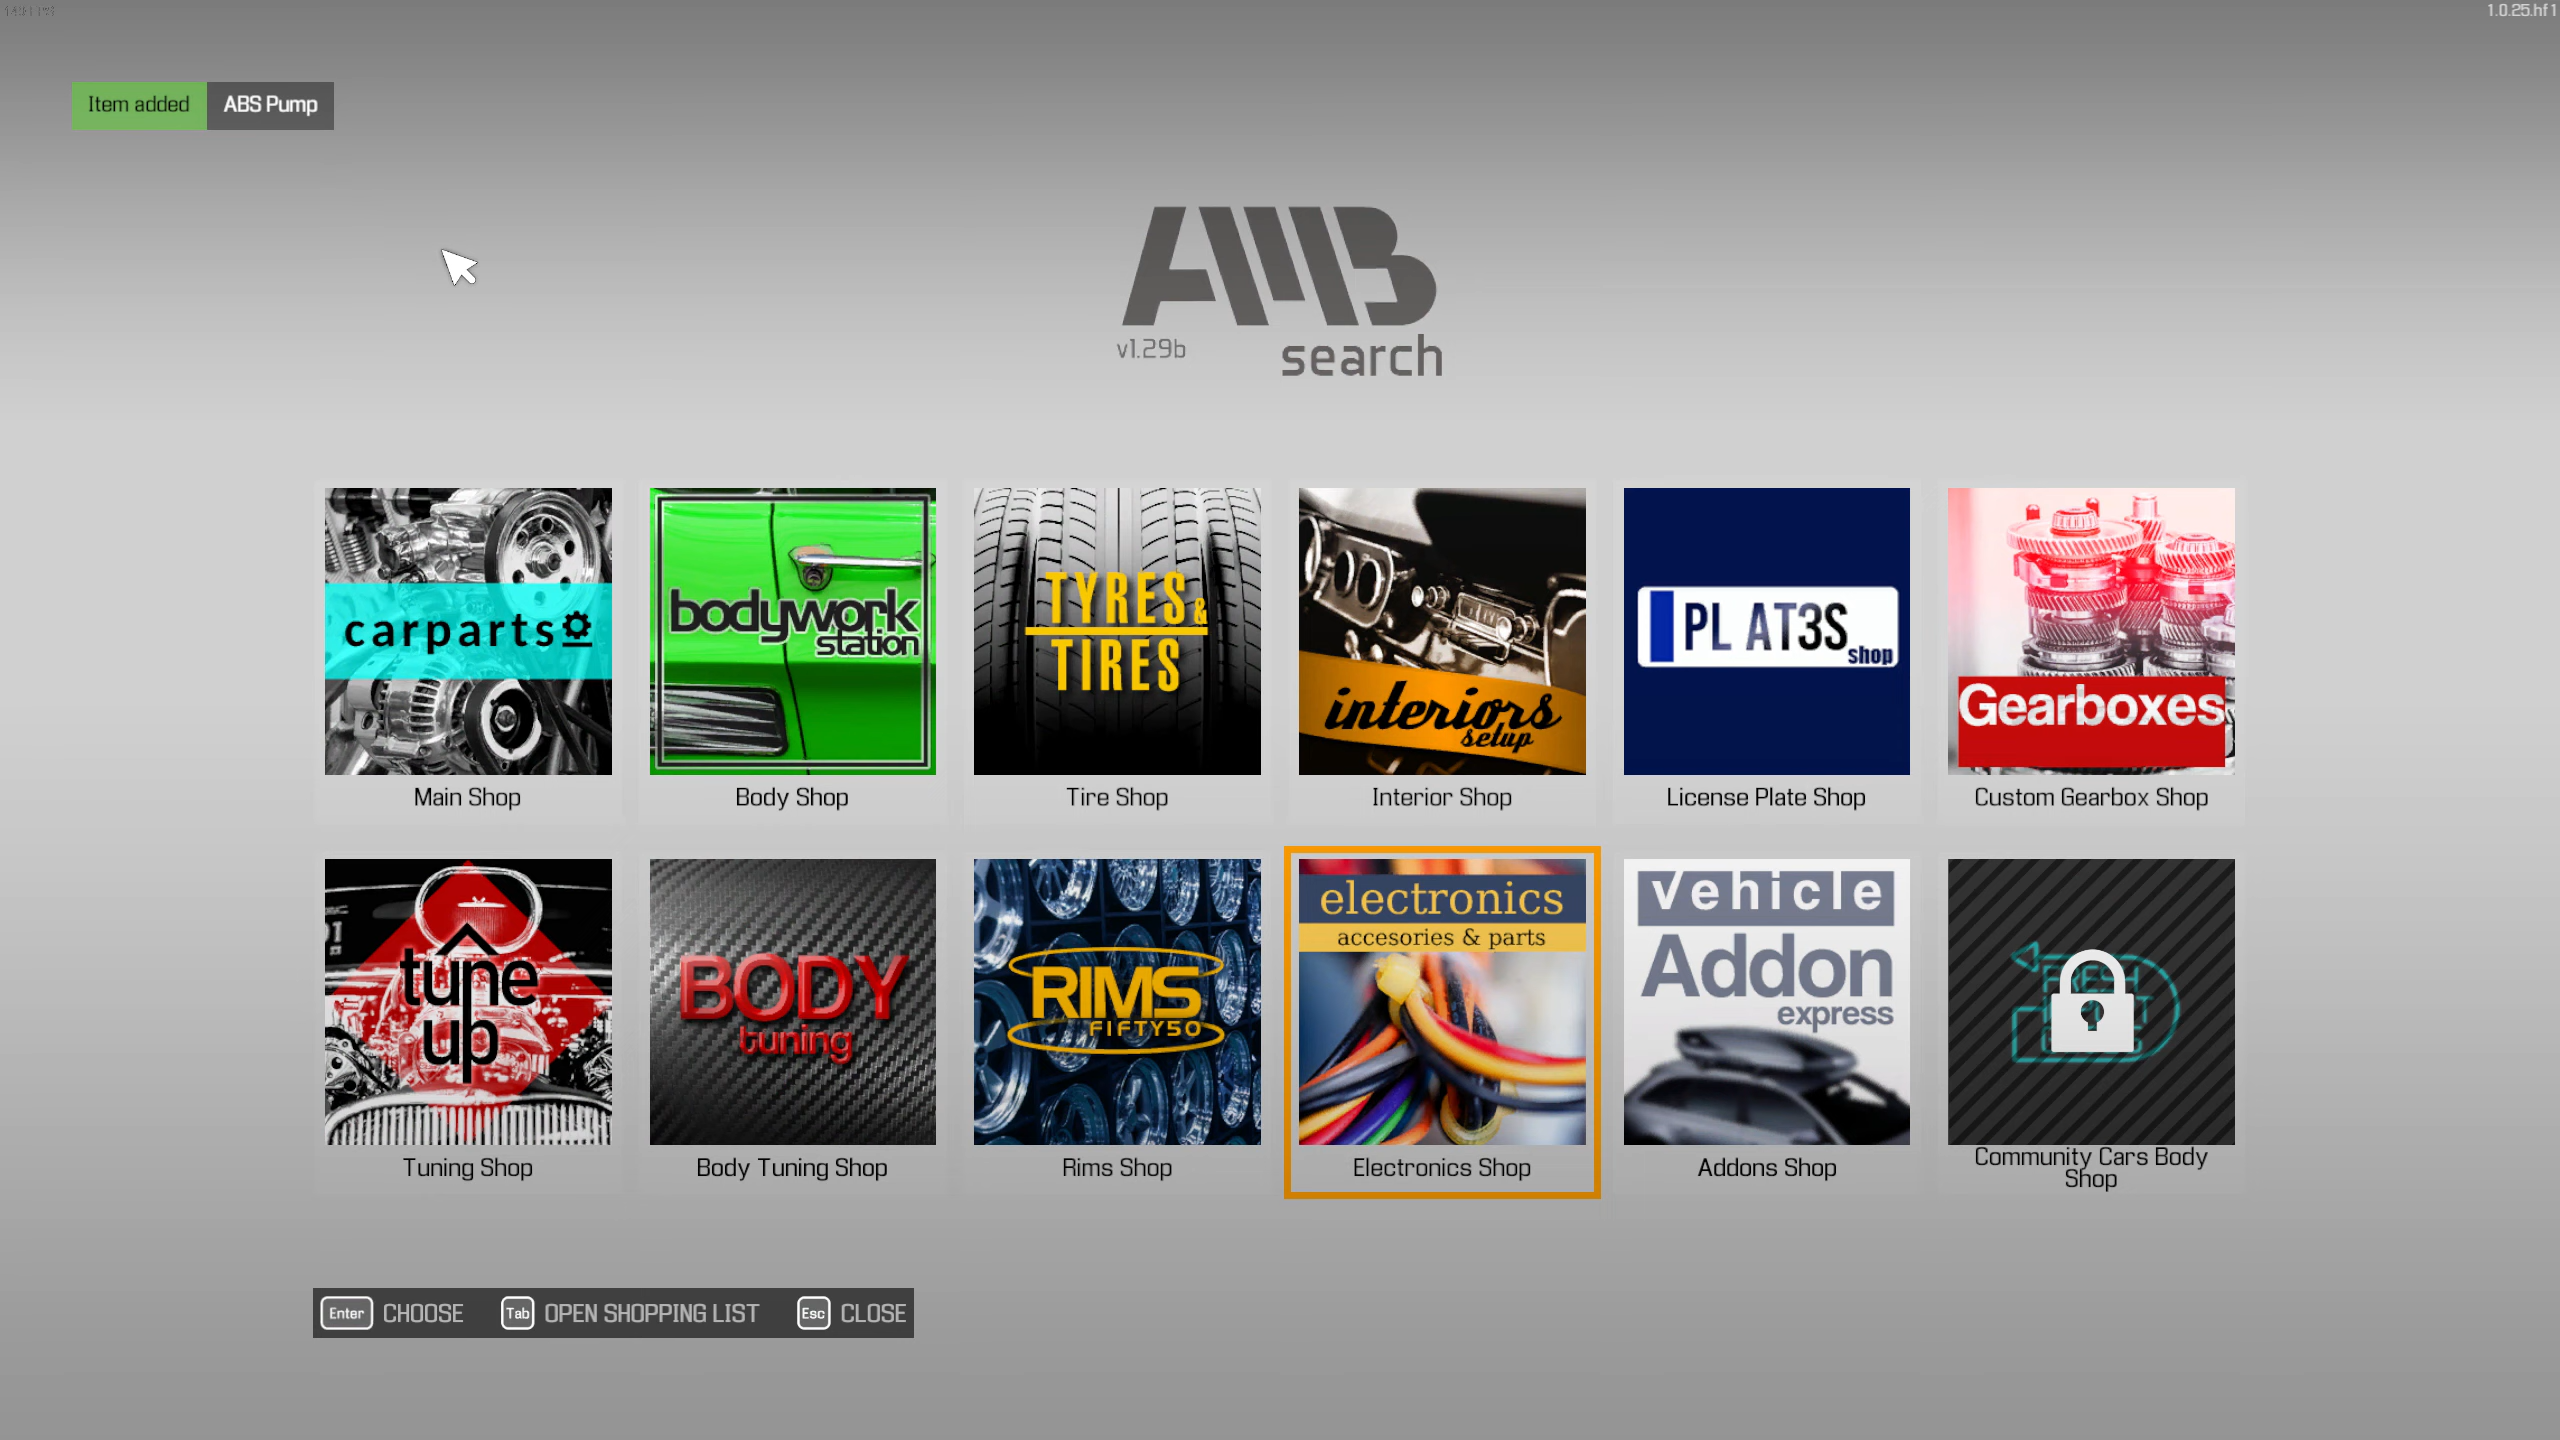 1.0.25.hf1
Item added ABS Pump
AMB
v1.29b search
carparts
bodywork
station
TYRES &
TIRES
interiors
setup
PL AT3S
shop
Gearboxes
Main Shop
Body Shop
Tire Shop
Interior Shop
License Plate Shop
Custom Gearbox Shop
tune
up
BODY
tuning
RIMS
FIFTY50
electronics
accesories & parts
vehicle
Addon
express
Tuning Shop
Body Tuning Shop
Rims Shop
Electronics Shop
Addons Shop
Community Cars Body
Shop
Enter CHOOSE Tab OPEN SHOPPING LIST Esc CLOSE